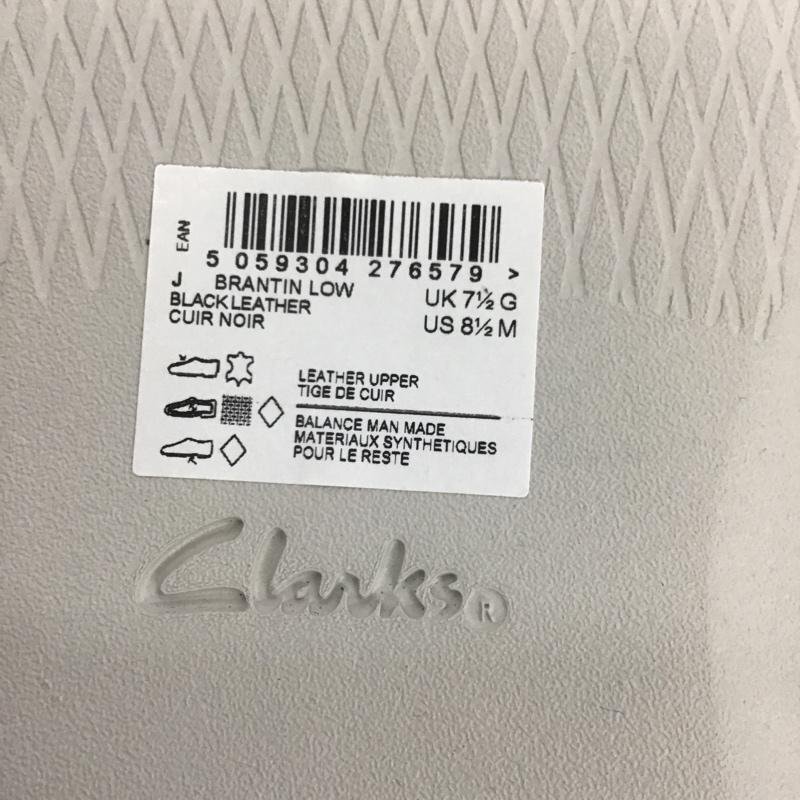 EAN
5 059304 276579 >
J BRANTIN LOW
BLACK LEATHER
CUIR NOIR
UK 7½ G
US 8½ M
LEATHER UPPER
TIGE DE CUIR
BALANCE MAN MADE
MATERIAUX SYNTHETIQUES
POUR LE RESTE
Clarks®